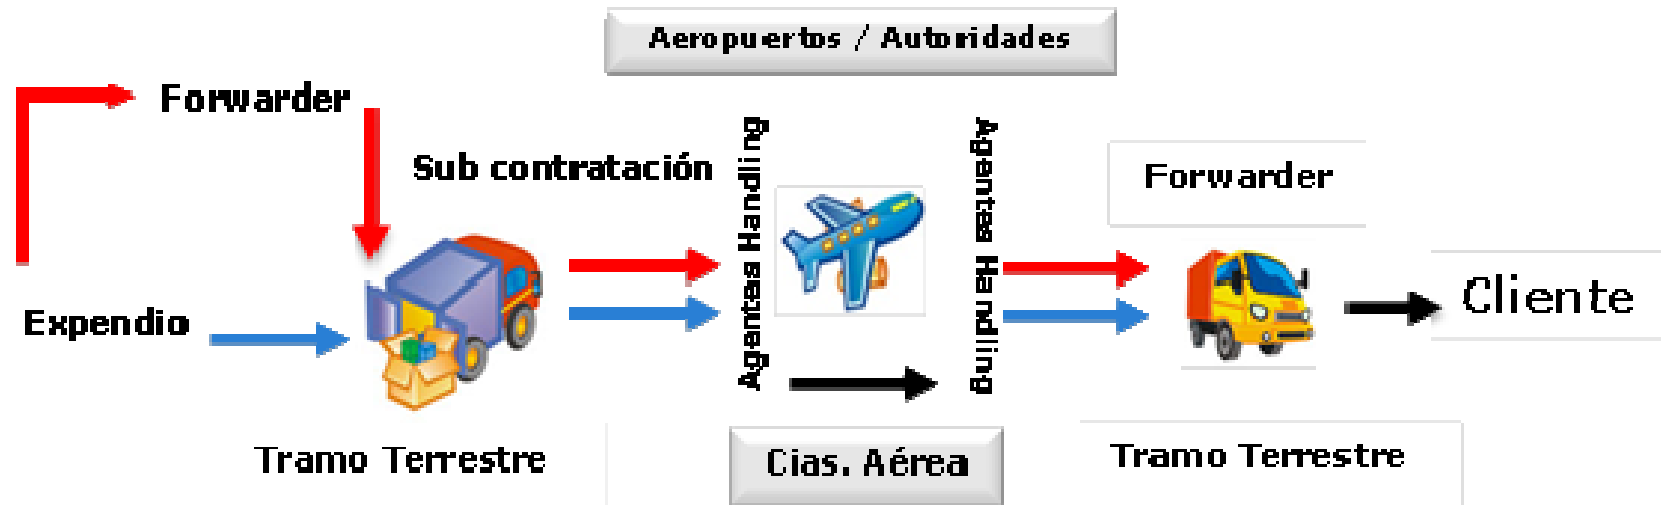 Aeropuertos / Autoridades
Forwarder
Sub contratación
Agentes Handling
Agentes Handling
Forwarder
Expendio
Cliente
Tramo Terrestre
Cias. Aérea
Tramo Terrestre